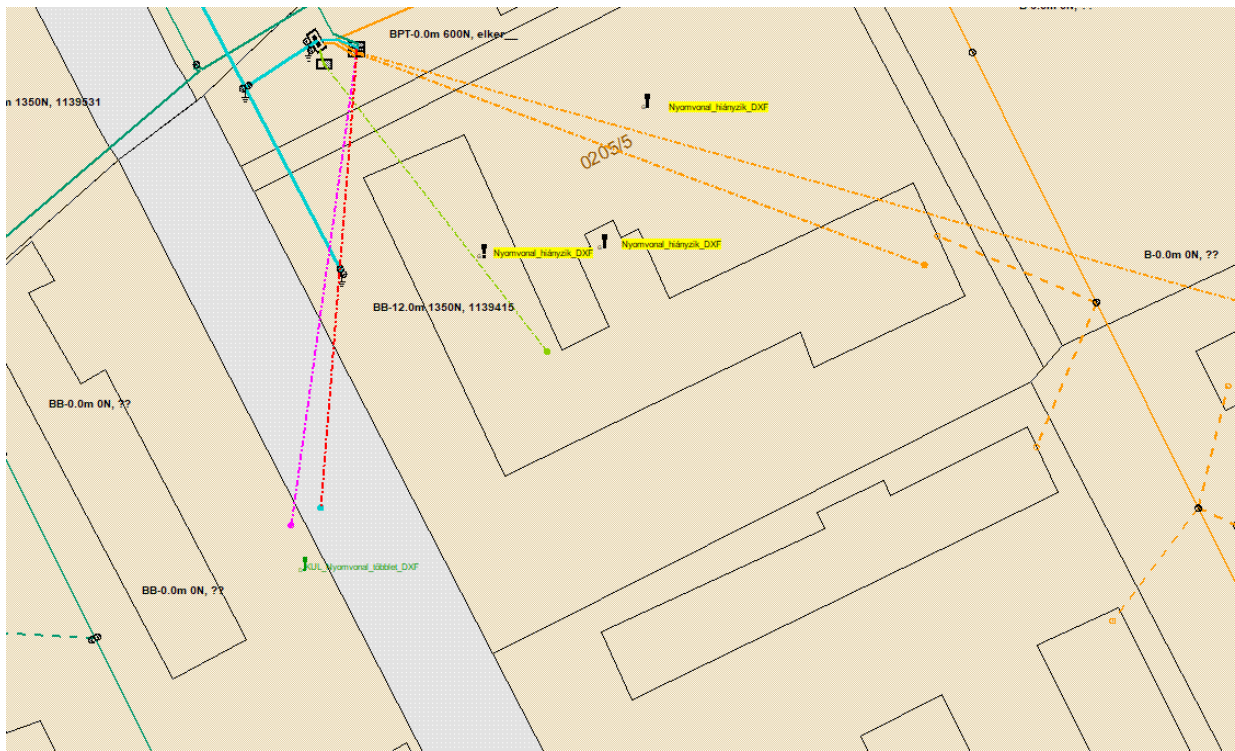 BPT-0.0m 600N, elker__
m 1350N, 1139531
Nyomvonal_hiányzik_DXF
0205/5
Nyomvonal_hiányzik_DXF
Nyomvonal_hiányzik_DXF
B-0.0m 0N, ??
BB-12.0m 1350N, 1139415
BB-0.0m 0N, ??
KUL_Nyomvonal_többlet_DXF
BB-0.0m 0N, ??